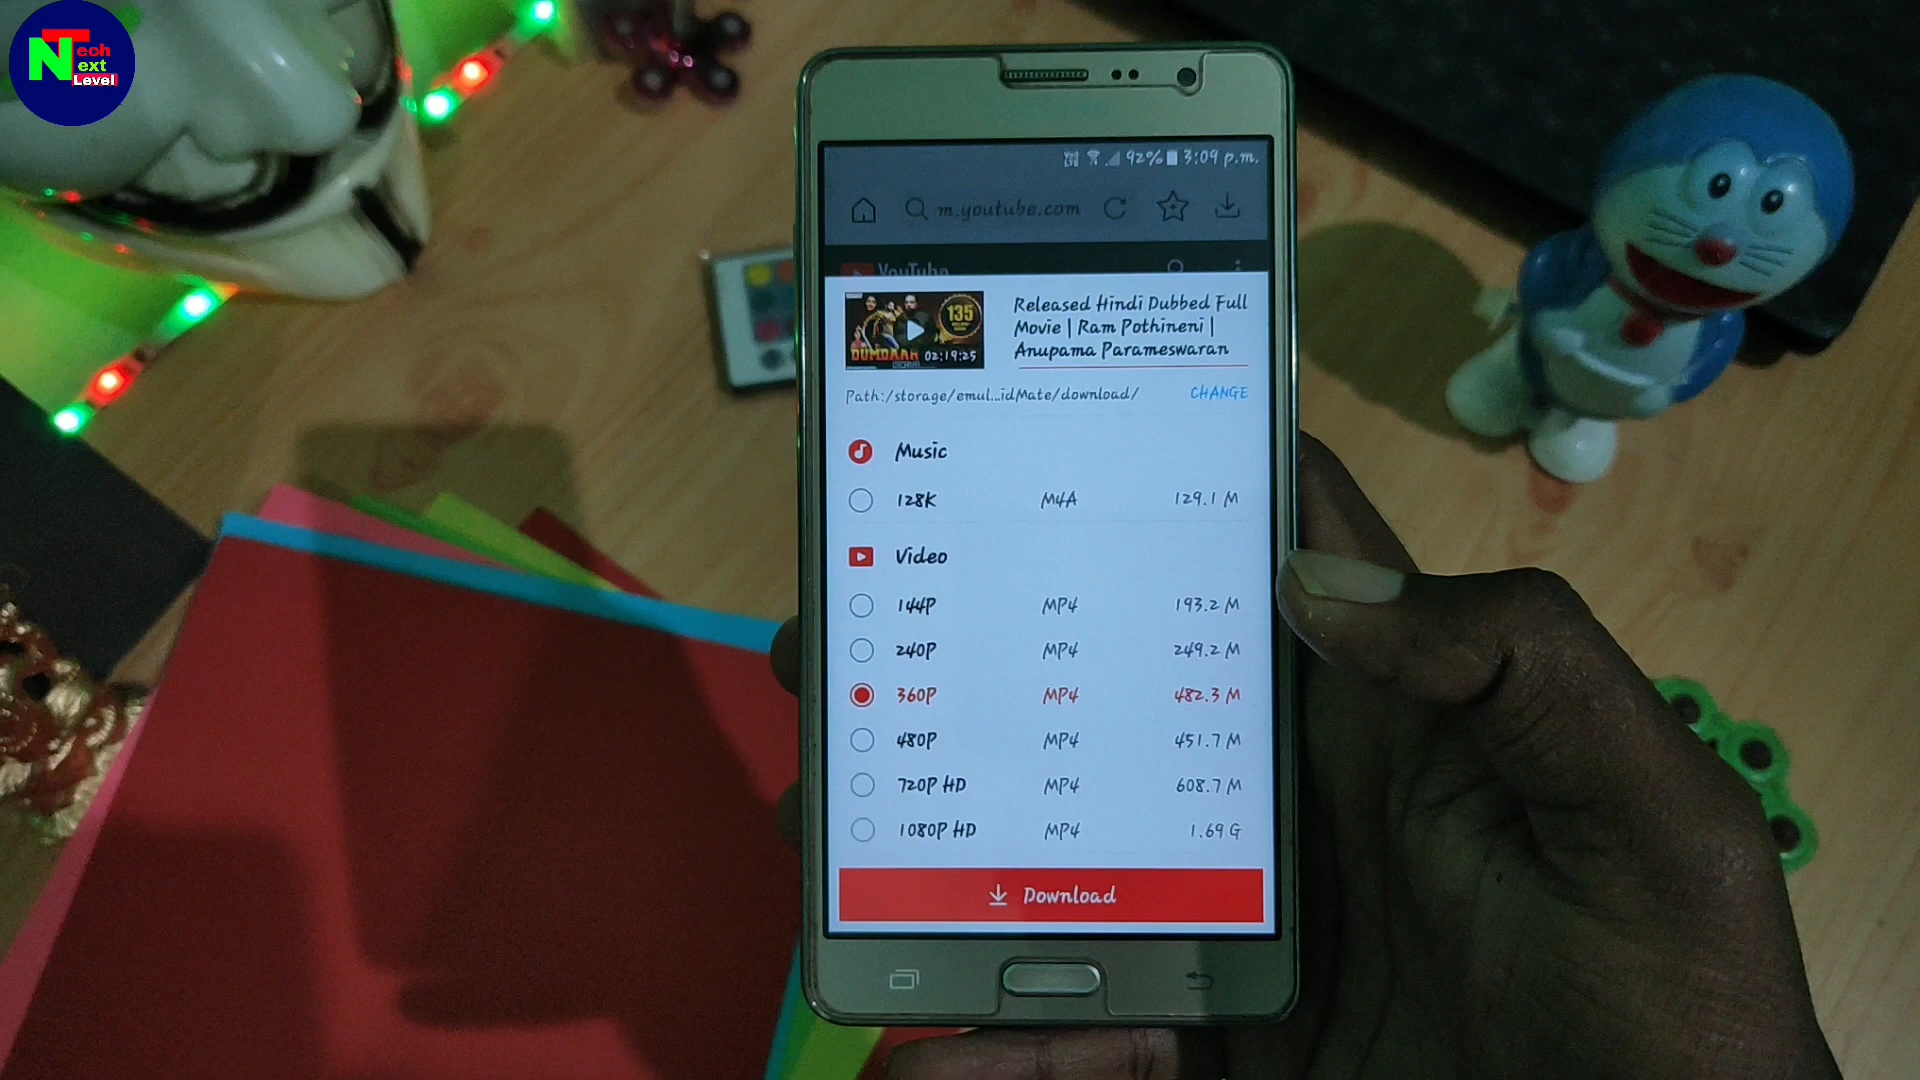 Tech
Next
Level
92% 3:09 p.m.
m.youtube.com
YouTube
135
DUMDAAR
02:19:25
Released Hindi Dubbed Full
Movie | Ram Pothineni |
Anupama Parameswaran
Path:/storage/emul...idMate/download/ CHANGE
Music
128K M4A 129.1 M
Video
144P MP4 193.2 M
240P MP4 249.2 M
360P MP4 482.3 M
480P MP4 451.7 M
720P HD MP4 608.7 M
1080P HD MP4 1.69 G
Download